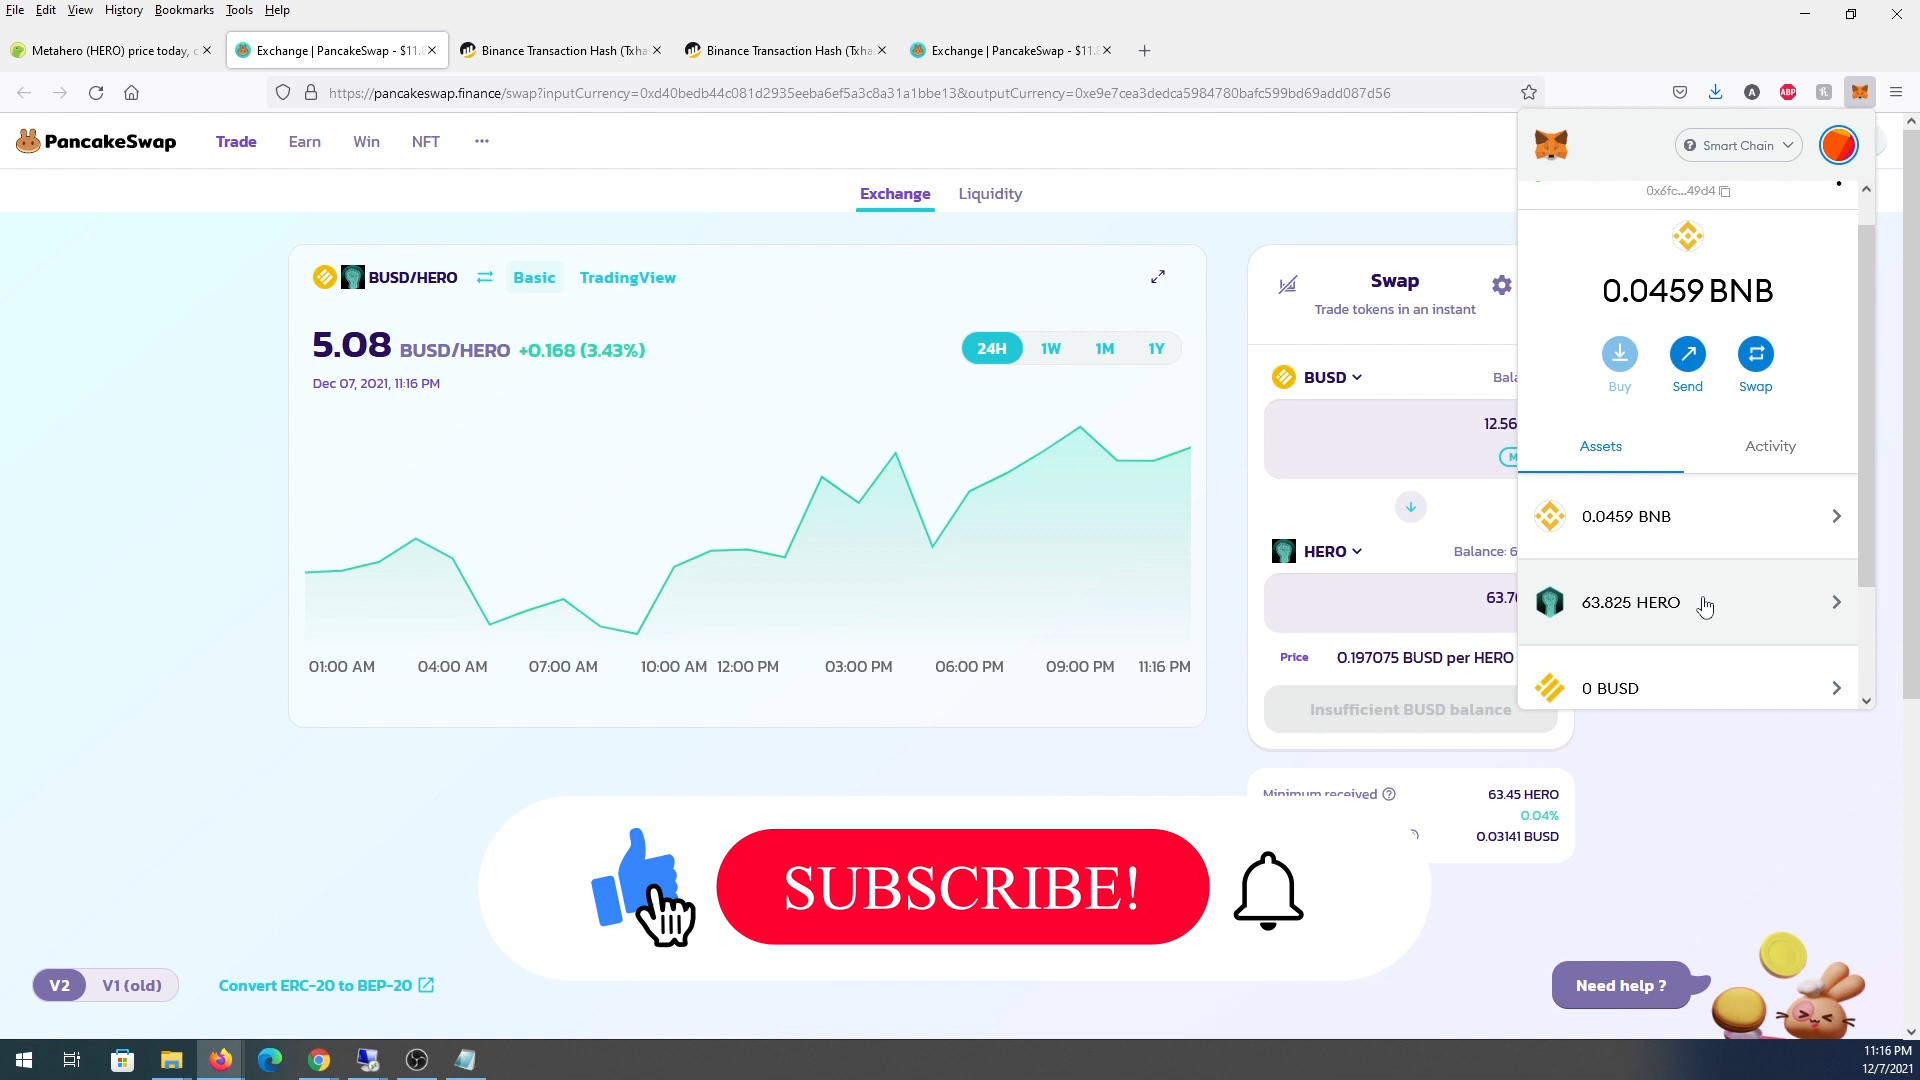 File Edit View History Bookmarks Tools Help
Metahero (HERO) price today, c
Exchange | PancakeSwap - $11.
Binance Transaction Hash (Txha
Binance Transaction Hash (Txha
Exchange | PancakeSwap - $11.
https://pancakeswap.finance/swap?inputCurrency=0xd40bedb44c081d2935eeba6ef5a3c8a31a1bbe13&outputCurrency=0xe9e7cea3dedca5984780bafc599bd69add087d56
PancakeSwap Trade Earn Win NFT ...
Smart Chain
Exchange Liquidity
0x6fc...49d4
BUSD/HERO Basic TradingView
5.08 BUSD/HERO +0.168 (3.43%)
Dec 07, 2021, 11:16 PM
24H 1W 1M 1Y
01:00 AM 04:00 AM 07:00 AM 10:00 AM 12:00 PM 03:00 PM 06:00 PM 09:00 PM 11:16 PM
Swap
Trade tokens in an instant
BUSD Bala
12.56
M
HERO Balance: 6
63.7
Price 0.197075 BUSD per HERO
Insufficient BUSD balance
Minimum received 63.45 HERO
0.04%
0.03141 BUSD
0.0459 BNB
Buy Send Swap
Assets Activity
0.0459 BNB
63.825 HERO
0 BUSD
SUBSCRIBE!
V2 V1 (old)
Convert ERC-20 to BEP-20
Need help ?
ABP
A
11:16 PM
12/7/2021